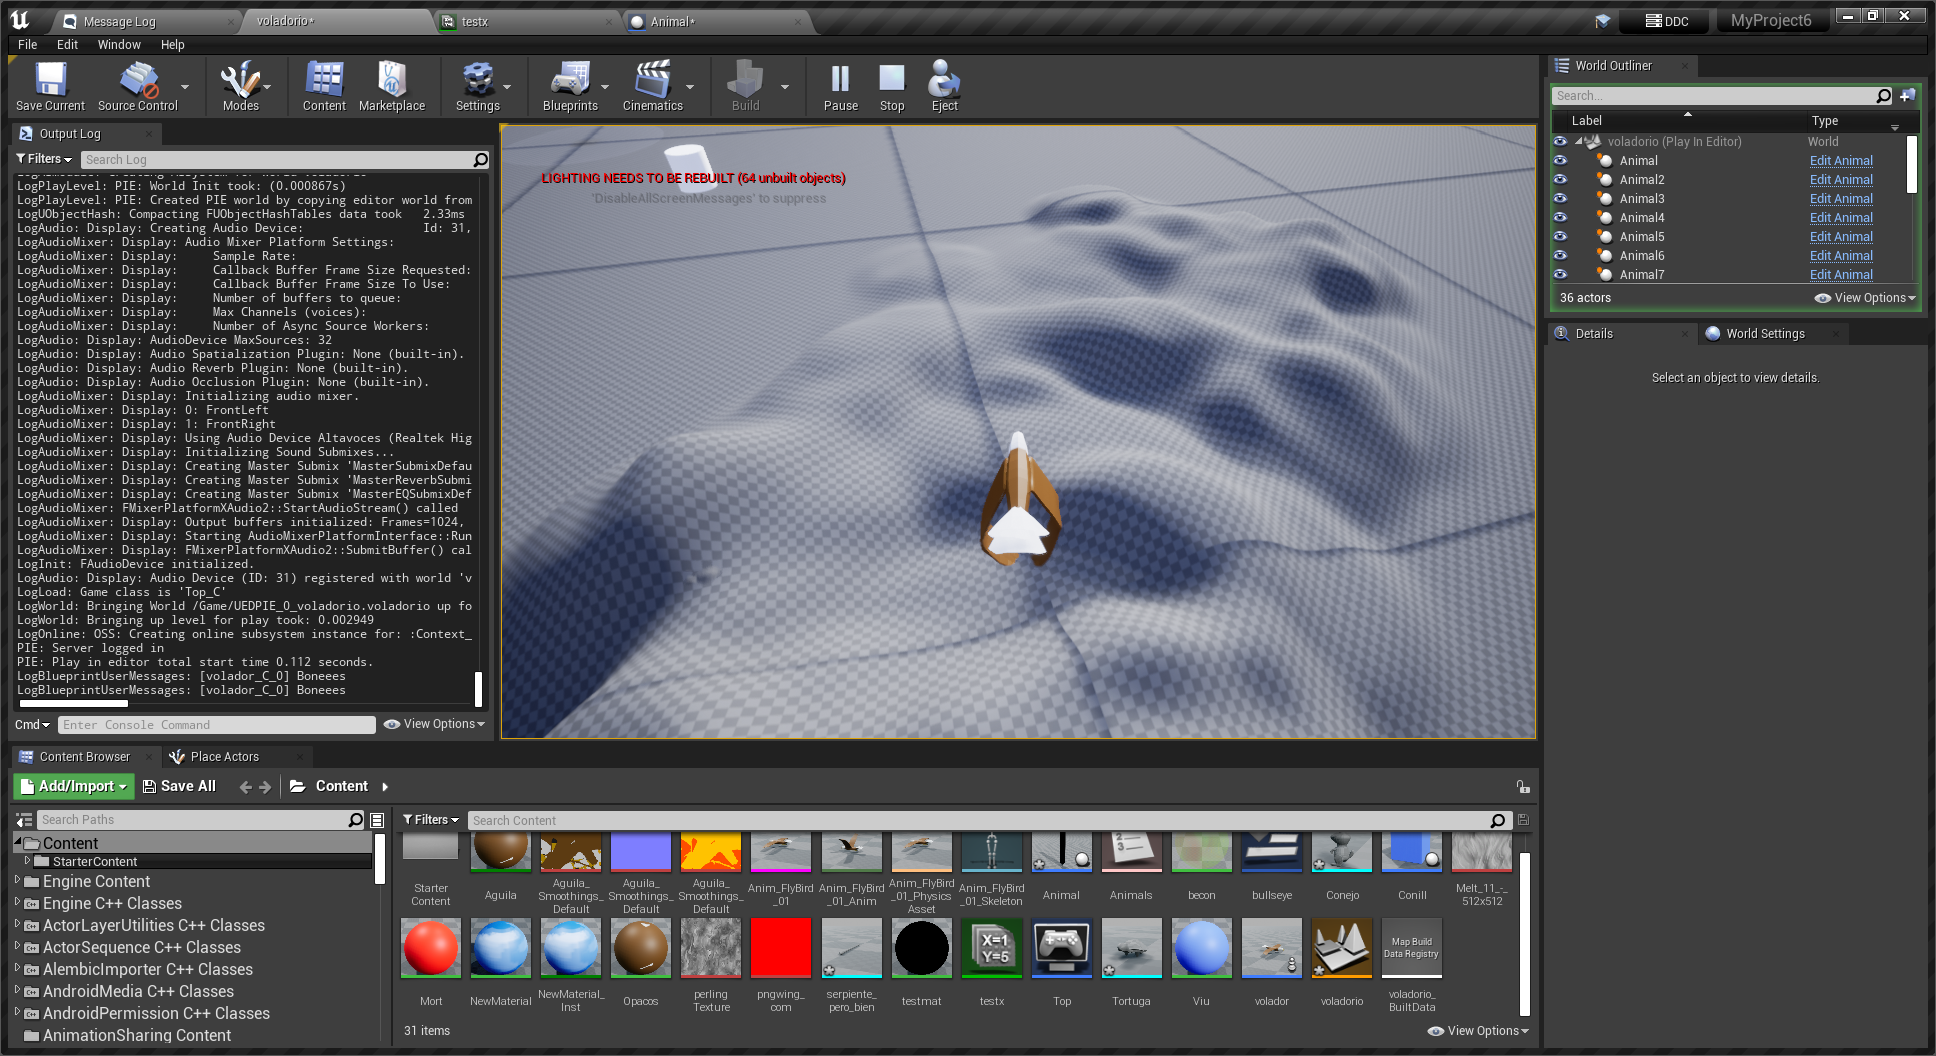 Message Log
voladorio*
testx
Animal*
DDC
MyProject6
File Edit Window Help
Save Current
Source Control
Modes
Content
Marketplace
Settings
Blueprints
Cinematics
Build
Pause
Stop
Eject
Output Log
Filters
Search Log
LogPlayLevel: PIE: World Init took: (0.000867s)
LogPlayLevel: PIE: Created PIE world by copying editor world from
LogUObjectHash: Compacting FUObjectHashTables data took 2.33ms
LogAudio: Display: Creating Audio Device: Id: 31,
LogAudioMixer: Display: Audio Mixer Platform Settings:
LogAudioMixer: Display: Sample Rate:
LogAudioMixer: Display: Callback Buffer Frame Size Requested:
LogAudioMixer: Display: Callback Buffer Frame Size To Use:
LogAudioMixer: Display: Number of buffers to queue:
LogAudioMixer: Display: Max Channels (voices):
LogAudioMixer: Display: Number of Async Source Workers:
LogAudio: Display: AudioDevice MaxSources: 32
LogAudio: Display: Audio Spatialization Plugin: None (built-in).
LogAudio: Display: Audio Reverb Plugin: None (built-in).
LogAudio: Display: Audio Occlusion Plugin: None (built-in).
LogAudioMixer: Display: Initializing audio mixer.
LogAudioMixer: Display: 0: FrontLeft
LogAudioMixer: Display: 1: FrontRight
LogAudioMixer: Display: Using Audio Device Altavoces (Realtek Hig
LogAudioMixer: Display: Initializing Sound Submixes...
LogAudioMixer: Display: Creating Master Submix 'MasterSubmixDefau
LogAudioMixer: Display: Creating Master Submix 'MasterReverbSubmi
LogAudioMixer: Display: Creating Master Submix 'MasterEQSubmixDef
LogAudioMixer: FMixerPlatformXAudio2::StartAudioStream() called
LogAudioMixer: Display: Output buffers initialized: Frames=1024,
LogAudioMixer: Display: Starting AudioMixerPlatformInterface::Run
LogAudioMixer: Display: FMixerPlatformXAudio2::SubmitBuffer() cal
LogInit: FAudioDevice initialized.
LogAudio: Display: Audio Device (ID: 31) registered with world 'v
LogLoad: Game class is 'Top_C'
LogWorld: Bringing World /Game/UEDPIE_0_voladorio.voladorio up fo
LogWorld: Bringing up level for play took: 0.002949
LogOnline: OSS: Creating online subsystem instance for: :Context_
PIE: Server logged in
PIE: Play in editor total start time 0.112 seconds.
LogBlueprintUserMessages: [volador_C_0] Boneees
LogBlueprintUserMessages: [volador_C_0] Boneees
Cmd
Enter Console Command
View Options
LIGHTING NEEDS TO BE REBUILT (64 unbuilt objects)
'DisableAllScreenMessages' to suppress
World Outliner
Search...
Label Type
voladorio (Play In Editor) World
Animal Edit Animal
Animal2 Edit Animal
Animal3 Edit Animal
Animal4 Edit Animal
Animal5 Edit Animal
Animal6 Edit Animal
Animal7 Edit Animal
36 actors
View Options
Details
World Settings
Select an object to view details.
Content Browser
Place Actors
Add/Import
Save All
Content
Search Paths
Content
StarterContent
Engine Content
Engine C++ Classes
ActorLayerUtilities C++ Classes
ActorSequence C++ Classes
AlembicImporter C++ Classes
AndroidMedia C++ Classes
AndroidPermission C++ Classes
AnimationSharing Content
Filters
Search Content
Starter Content
Aguila
Aguila_Smoothings_Default
Aguila_Smoothings_Default
Aguila_Smoothings_Default
Anim_FlyBird_01
Anim_FlyBird_01_Anim
Anim_FlyBird_01_Physics Asset
Anim_FlyBird_01_Skeleton
Animal
Animals
becon
bullseye
Conejo
Conill
Melt_11_-_512x512
X=1
Y=5
Map Build
Data Registry
Mort
NewMaterial
NewMaterial_Inst
Opacos
perling Texture
pngwing_com
serpiente_pero_bien
testmat
testx
Top
Tortuga
Viu
volador
voladorio
voladorio_BuiltData
31 items
View Options